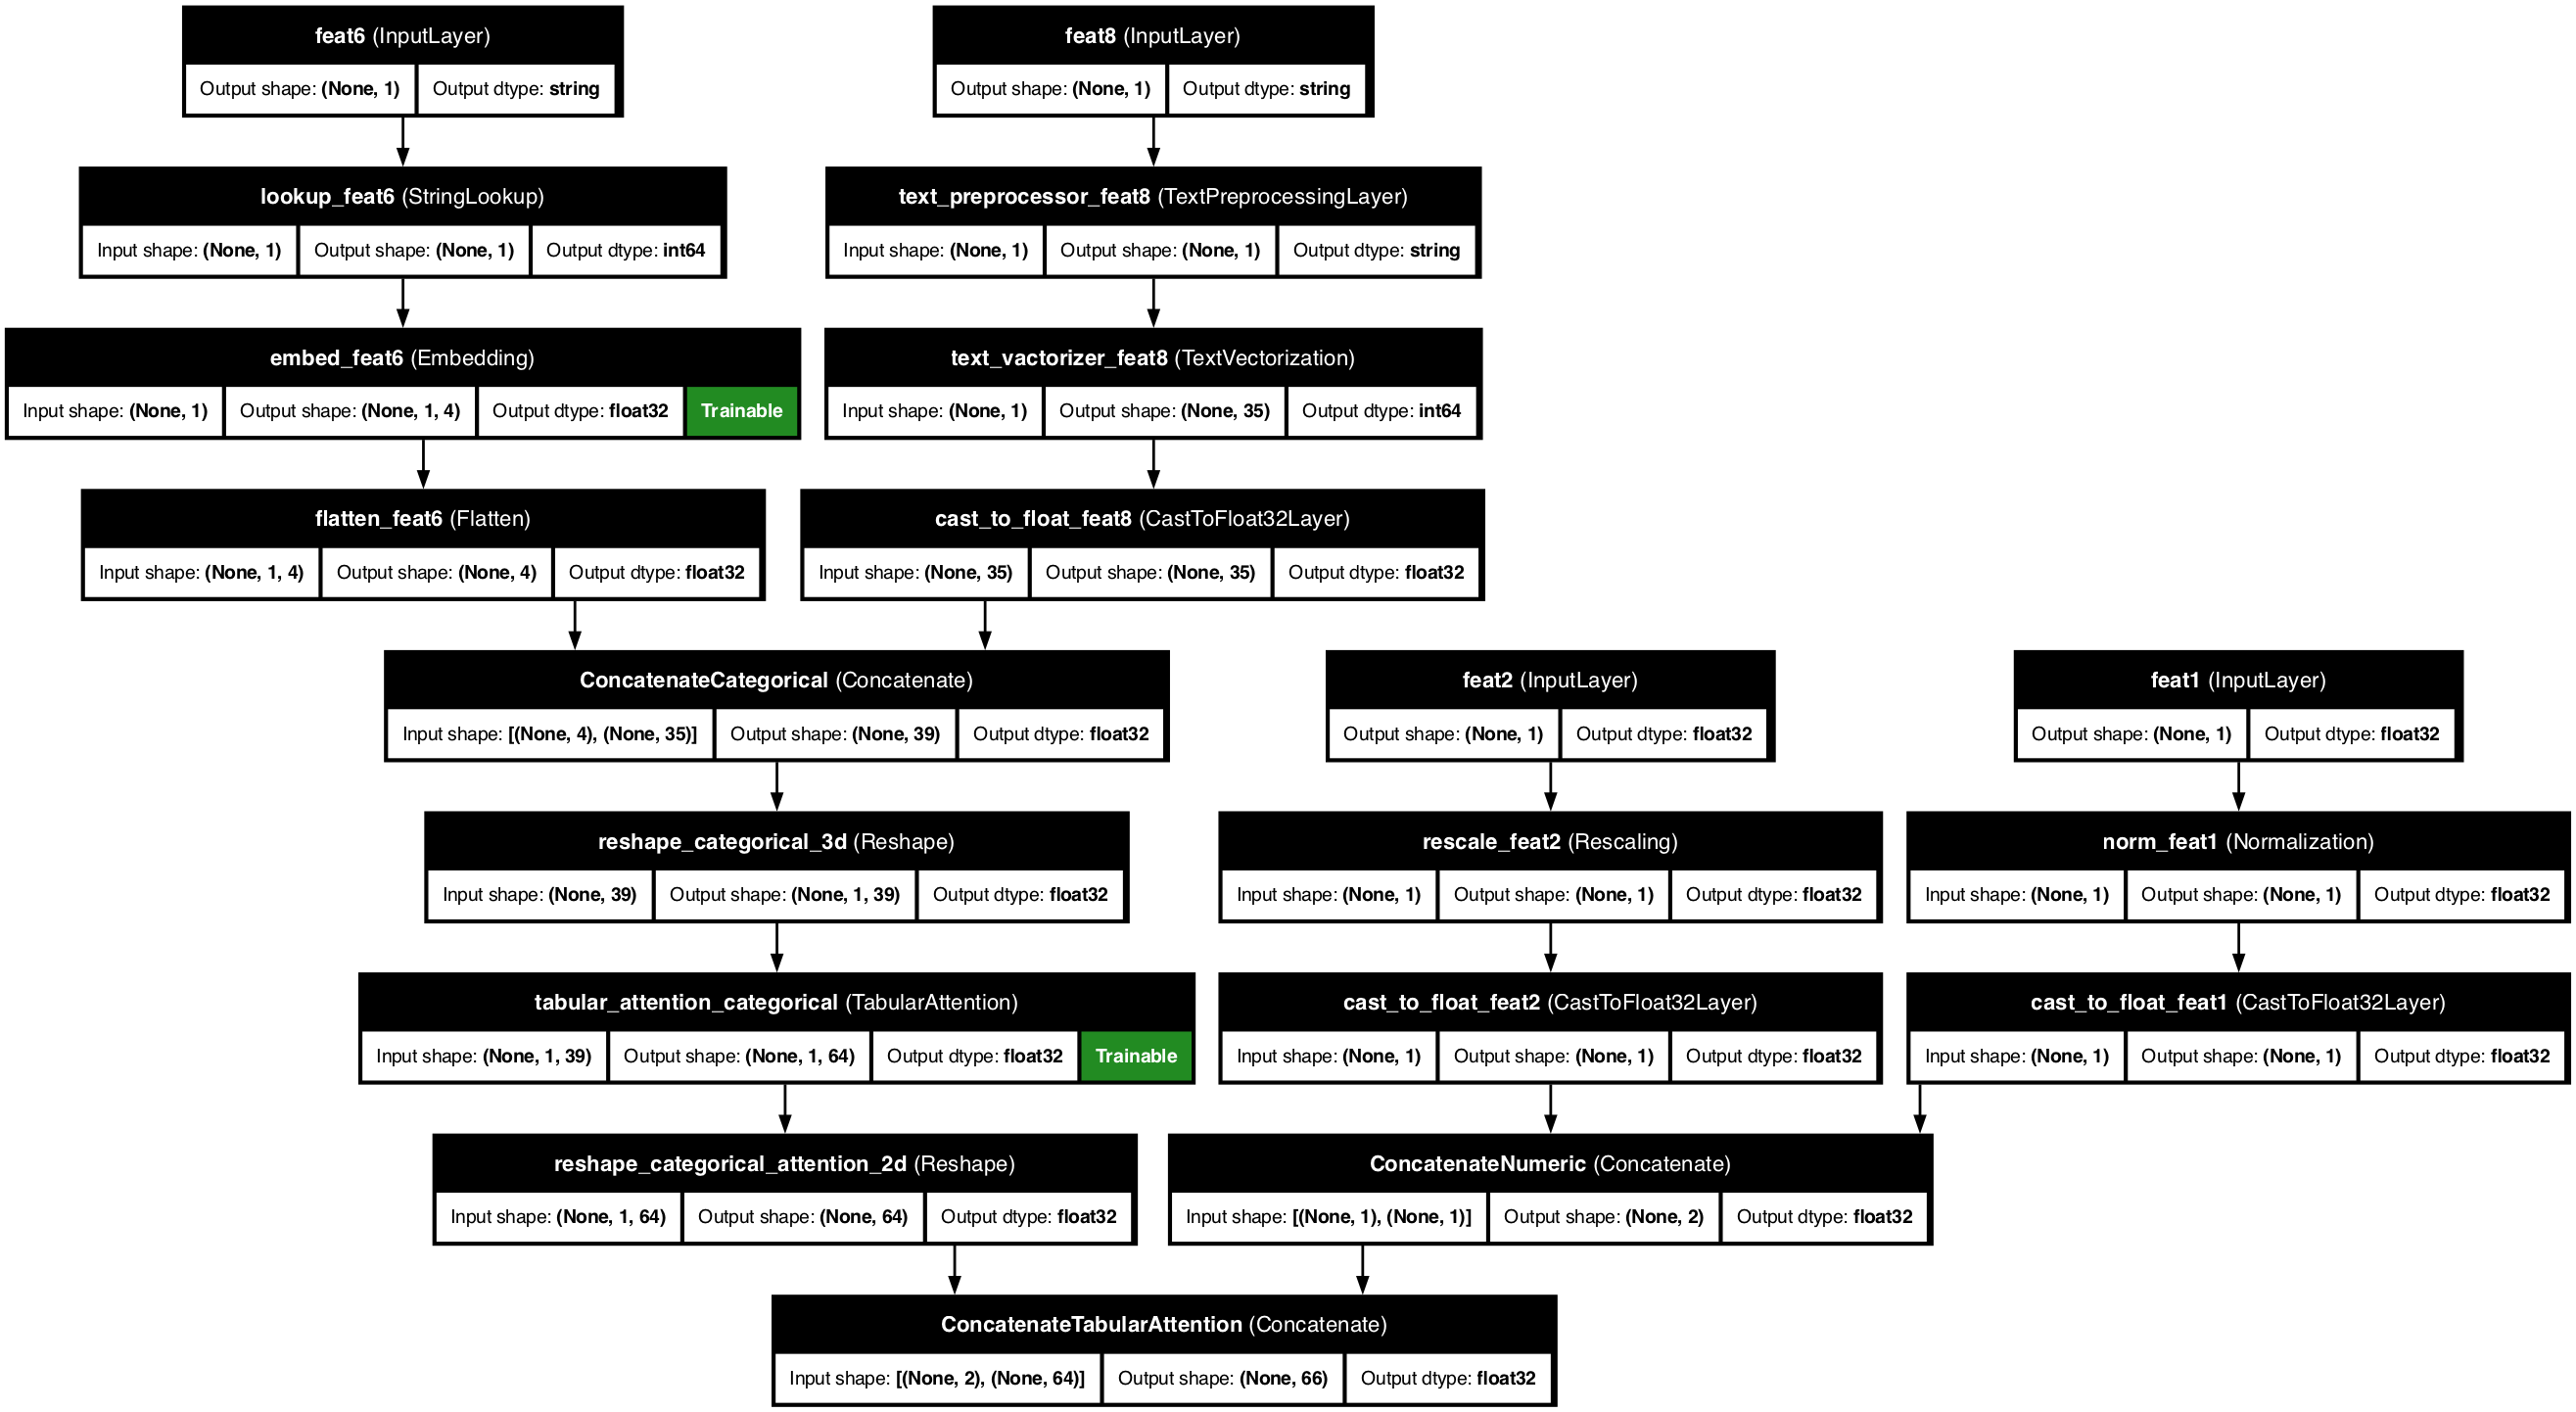 feat6 (InputLayer)
Output shape: (None, 1) Output dtype: string
feat8 (InputLayer)
Output shape: (None, 1) Output dtype: string
lookup_feat6 (StringLookup)
Input shape: (None, 1) Output shape: (None, 1) Output dtype: int64
text_preprocessor_feat8 (TextPreprocessingLayer)
Input shape: (None, 1) Output shape: (None, 1) Output dtype: string
embed_feat6 (Embedding)
Input shape: (None, 1) Output shape: (None, 1, 4) Output dtype: float32 Trainable
text_vactorizer_feat8 (TextVectorization)
Input shape: (None, 1) Output shape: (None, 35) Output dtype: int64
flatten_feat6 (Flatten)
Input shape: (None, 1, 4) Output shape: (None, 4) Output dtype: float32
cast_to_float_feat8 (CastToFloat32Layer)
Input shape: (None, 35) Output shape: (None, 35) Output dtype: float32
ConcatenateCategorical (Concatenate)
Input shape: [(None, 4), (None, 35)] Output shape: (None, 39) Output dtype: float32
feat2 (InputLayer)
Output shape: (None, 1) Output dtype: float32
feat1 (InputLayer)
Output shape: (None, 1) Output dtype: float32
reshape_categorical_3d (Reshape)
Input shape: (None, 39) Output shape: (None, 1, 39) Output dtype: float32
rescale_feat2 (Rescaling)
Input shape: (None, 1) Output shape: (None, 1) Output dtype: float32
norm_feat1 (Normalization)
Input shape: (None, 1) Output shape: (None, 1) Output dtype: float32
tabular_attention_categorical (TabularAttention)
Input shape: (None, 1, 39) Output shape: (None, 1, 64) Output dtype: float32 Trainable
cast_to_float_feat2 (CastToFloat32Layer)
Input shape: (None, 1) Output shape: (None, 1) Output dtype: float32
cast_to_float_feat1 (CastToFloat32Layer)
Input shape: (None, 1) Output shape: (None, 1) Output dtype: float32
reshape_categorical_attention_2d (Reshape)
Input shape: (None, 1, 64) Output shape: (None, 64) Output dtype: float32
ConcatenateNumeric (Concatenate)
Input shape: [(None, 1), (None, 1)] Output shape: (None, 2) Output dtype: float32
ConcatenateTabularAttention (Concatenate)
Input shape: [(None, 2), (None, 64)] Output shape: (None, 66) Output dtype: float32